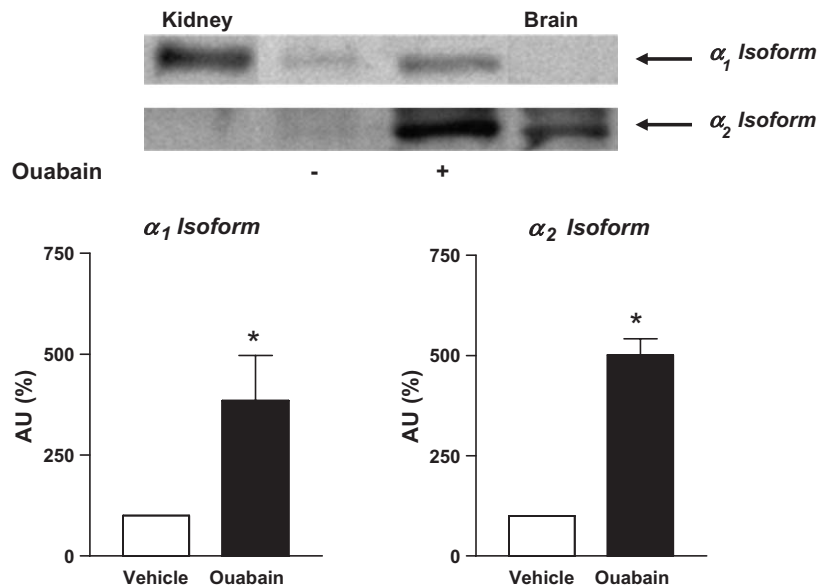 Kidney Brain
α1 Isoform
α2 Isoform
Ouabain - +
α1 Isoform
750
500
250
0
AU (%)
*
Vehicle Ouabain
α2 Isoform
750
500
250
0
AU (%)
*
Vehicle Ouabain